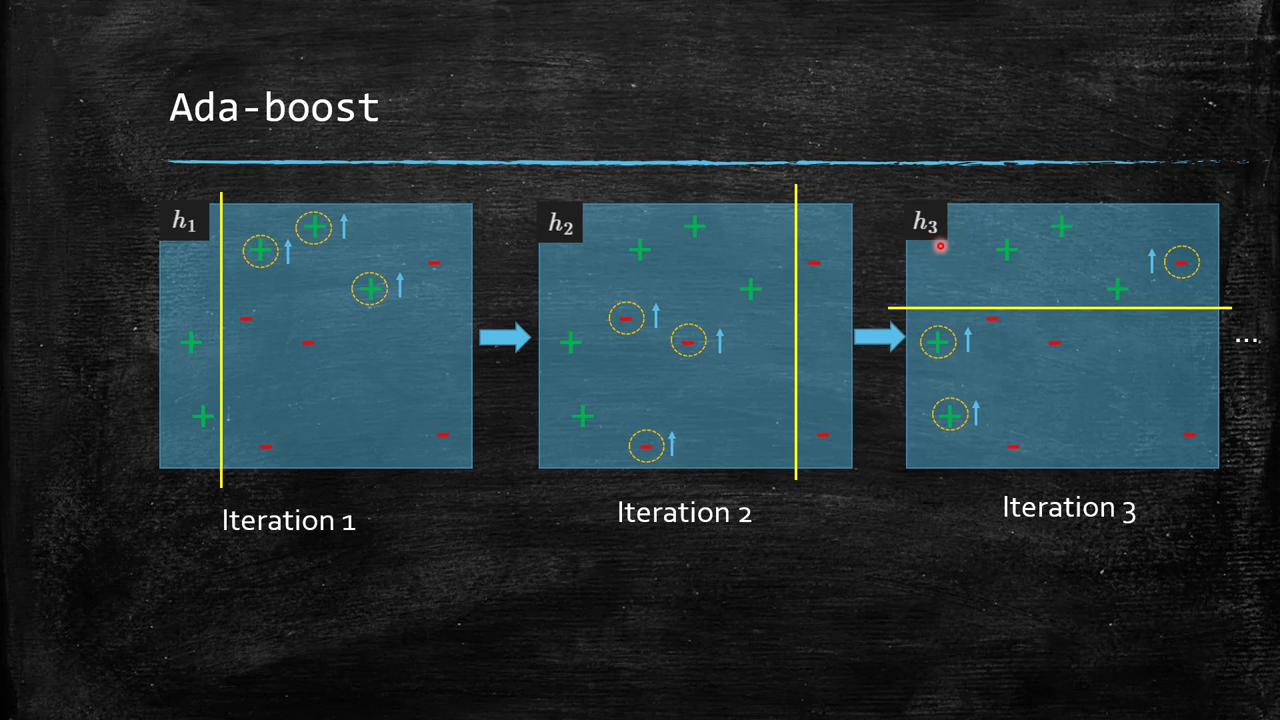 Ada-boost
h₁
h₂
h₃
...
Iteration 1
Iteration 2
Iteration 3